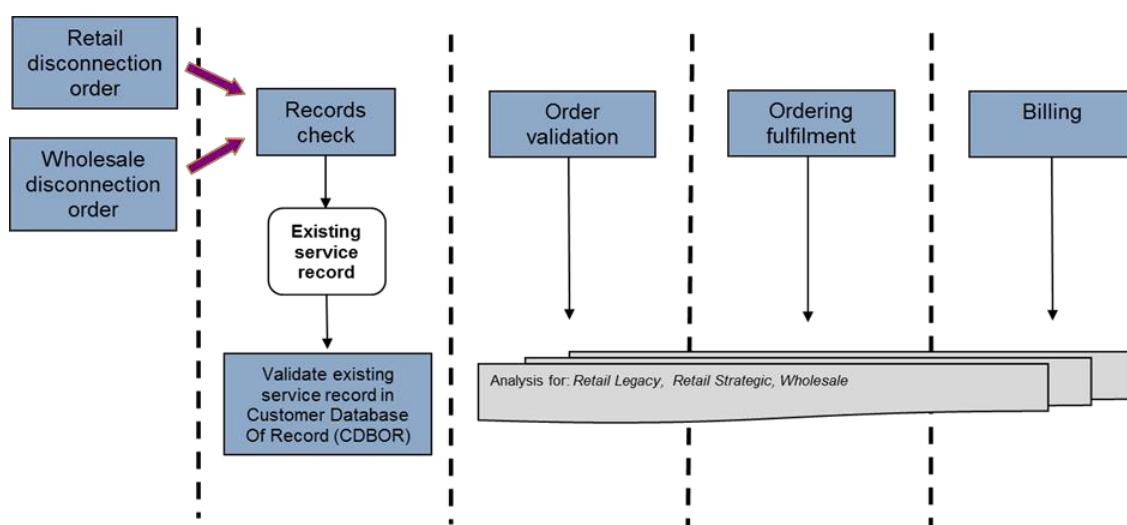 Retail
disconnection
order
Wholesale
disconnection
order
Records
check
Existing
service
record
Validate existing
service record in
Customer Database
Of Record (CDBOR)
Order
validation
Ordering
fulfilment
Billing
Analysis for: Retail Legacy, Retail Strategic, Wholesale